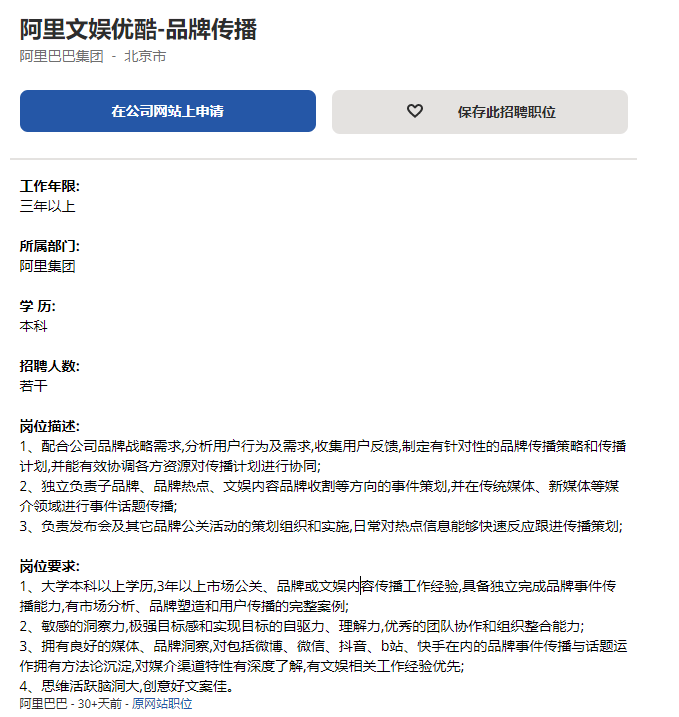 阿里文娱优酷-品牌传播
阿里巴巴集团 - 北京市
在公司网站上申请
保存此招聘职位
工作年限:
三年以上
所属部门:
阿里集团
学 历:
本科
招聘人数:
若干
岗位描述:
1、配合公司品牌战略需求,分析用户行为及需求,收集用户反馈,制定有针对性的品牌传播策略和传播
计划,并能有效协调各方资源对传播计划进行协同;
2、独立负责子品牌、品牌热点、文娱内容品牌收割等方向的事件策划,并在传统媒体、新媒体等媒
介领域进行事件话题传播;
3、负责发布会及其它品牌公关活动的策划组织和实施,日常对热点信息能够快速反应跟进传播策划;
岗位要求:
1、大学本科以上学历,3年以上市场公关、品牌或文娱内容传播工作经验,具备独立完成品牌事件传
播能力,有市场分析、品牌塑造和用户传播的完整案例;
2、敏感的洞察力,极强目标感和实现目标的自驱力、理解力,优秀的团队协作和组织整合能力;
3、拥有良好的媒体、品牌洞察,对包括微博、微信、抖音、b站、快手在内的品牌事件传播与话题运
作拥有方法论沉淀,对媒介渠道特性有深度了解,有文娱相关工作经验优先;
4、思维活跃脑洞大,创意好文案佳。
阿里巴巴 - 30+天前 - 原网站职位